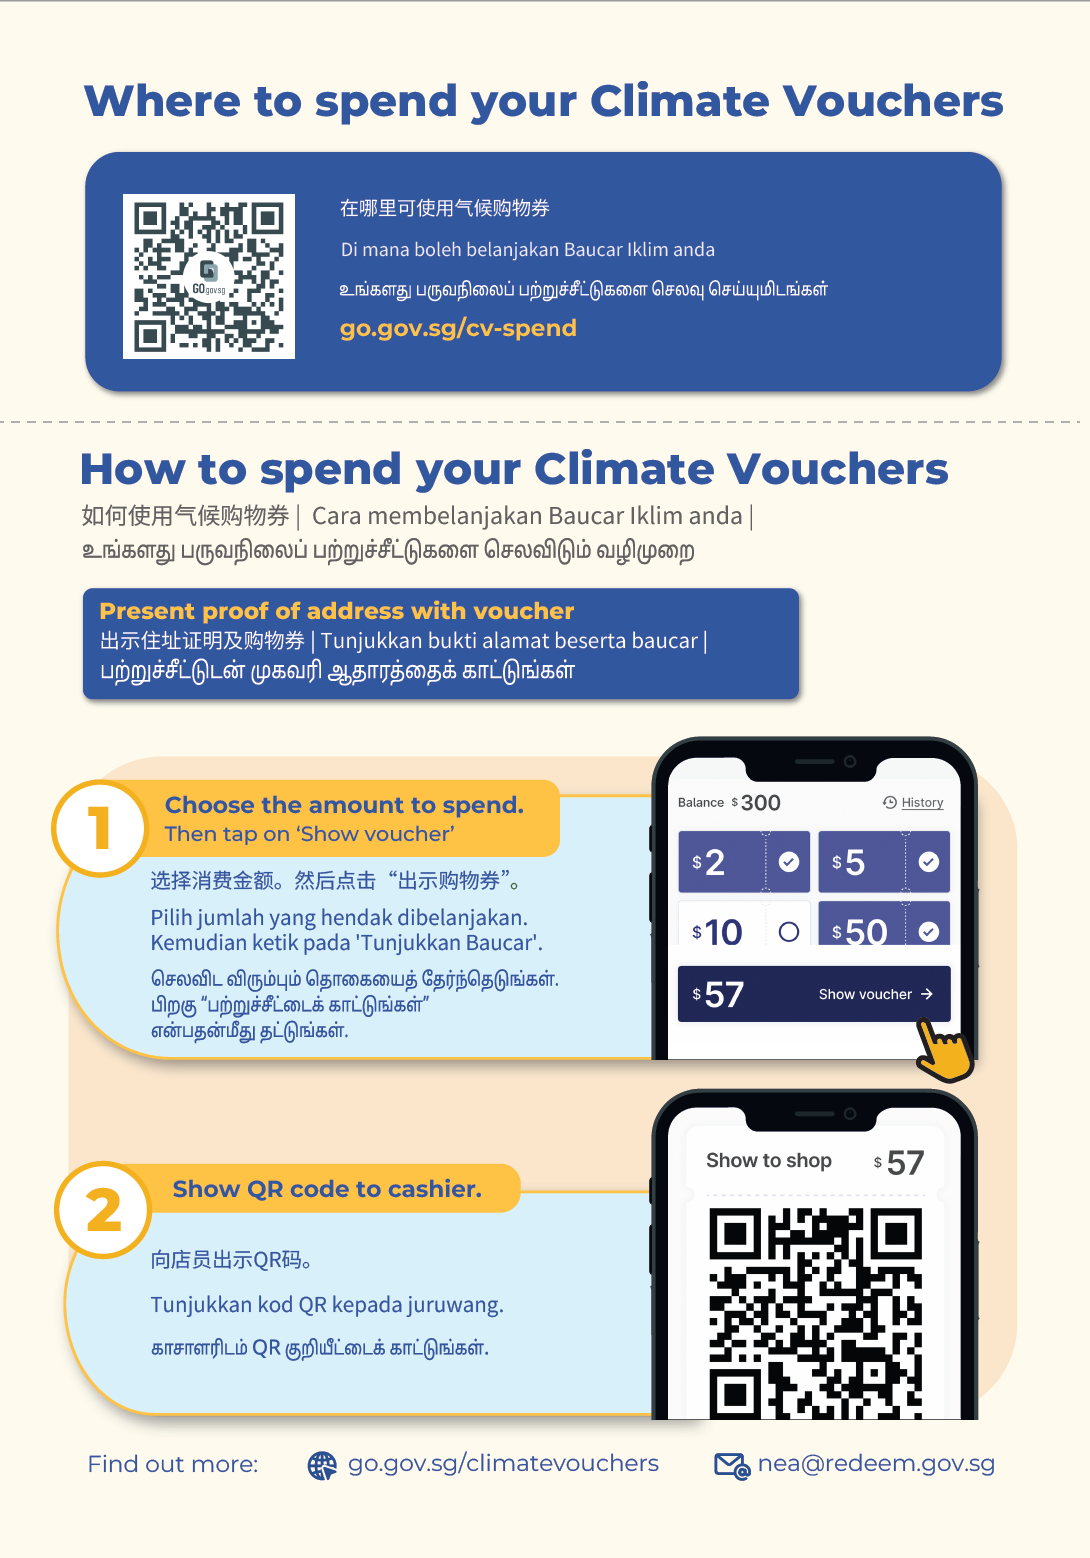 Where to spend your Climate Vouchers
GO.gov.sg
在哪里可使用气候购物券
Di mana boleh belanjakan Baucar Iklim anda
உங்களது பருவநிலைப் பற்றுச்சீட்டுகளை செலவு செய்யுமிடங்கள்
go.gov.sg/cv-spend
How to spend your Climate Vouchers
如何使用气候购物券 | Cara membelanjakan Baucar Iklim anda |
உங்களது பருவநிலைப் பற்றுச்சீட்டுகளை செலவிடும் வழிமுறை
Present proof of address with voucher
出示住址证明及购物券 | Tunjukkan bukti alamat beserta baucar |
பற்றுச்சீட்டுடன் முகவரி ஆதாரத்தைக் காட்டுங்கள்
1
Choose the amount to spend.
Then tap on ‘Show voucher’
选择消费金额。然后点击 “出示购物券”。
Pilih jumlah yang hendak dibelanjakan.
Kemudian ketik pada 'Tunjukkan Baucar'.
செலவிட விரும்பும் தொகையைத் தேர்ந்தெடுங்கள்.
பிறகு “பற்றுச்சீட்டைக் காட்டுங்கள்”
என்பதன்மீது தட்டுங்கள்.
Balance $300 History
$2 $5
$10 $50
$57 Show voucher →
2
Show QR code to cashier.
向店员出示QR码。
Tunjukkan kod QR kepada juruwang.
காசாளரிடம் QR குறியீட்டைக் காட்டுங்கள்.
Show to shop $57
Find out more: go.gov.sg/climatevouchers nea@redeem.gov.sg